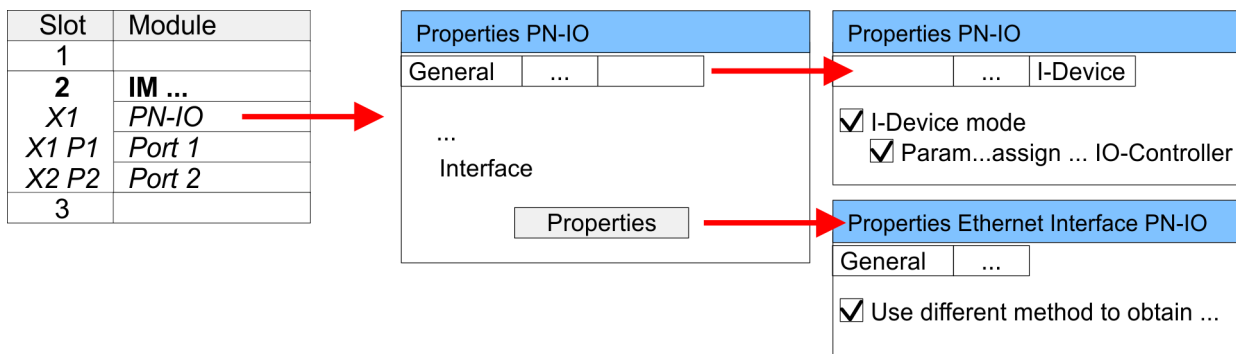 Slot Module
1
2 IM ...
X1 PN-IO
X1 P1 Port 1
X2 P2 Port 2
3
Properties PN-IO
General ...
...
Interface
Properties
Properties PN-IO
... I-Device
I-Device mode
Param...assign ... IO-Controller
Properties Ethernet Interface PN-IO
General ...
Use different method to obtain ...